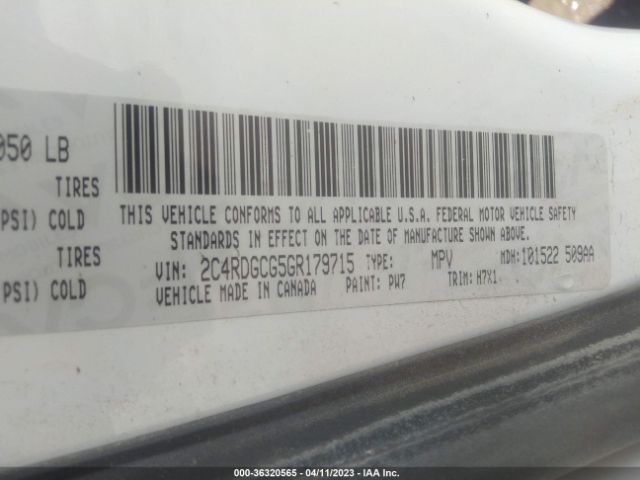 050 LB
TIRES
PSI) COLD
TIRES
PSI) COLD
THIS VEHICLE CONFORMS TO ALL APPLICABLE U.S.A. FEDERAL MOTOR VEHICLE SAFETY
STANDARDS IN EFFECT ON THE DATE OF MANUFACTURE SHOWN ABOVE.
VIN: 2C4RDGCG5GR179715 TYPE: MPV MDH:101522 509AA
VEHICLE MADE IN CANADA PAINT: PW7 TRIM: H7X1
000-36320565 - 04/11/2023 - IAA Inc.